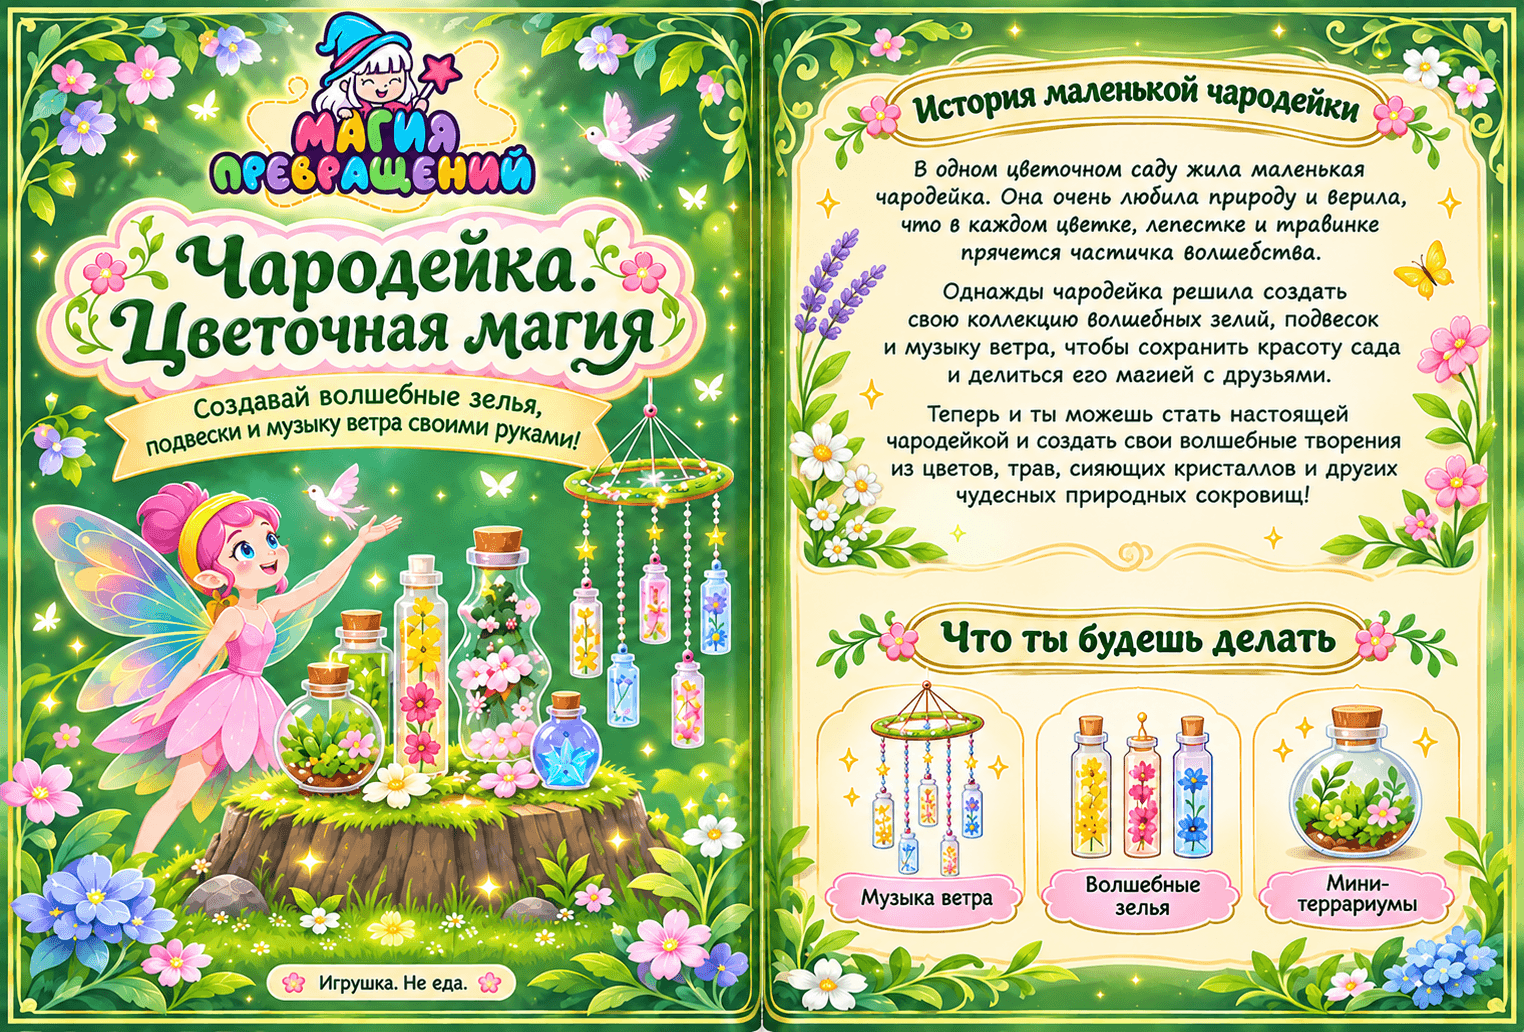 МАГИЯ
ПРЕВРАЩЕНИЙ
Чародейка.
Цветочная магия
Создавай волшебные зелья,
подвески и музыку ветра своими руками!
Игрушка. Не еда.
История маленькой чародейки
В одном цветочном саду жила маленькая
чародейка. Она очень любила природу и верила,
что в каждом цветке, лепестке и травинке
прячется частичка волшебства.
Однажды чародейка решила создать
свою коллекцию волшебных зелий, подвесок
и музыку ветра, чтобы сохранить красоту сада
и делиться его магией с друзьями.
Теперь и ты можешь стать настоящей
чародейкой и создать свои волшебные творения
из цветов, трав, сияющих кристаллов и других
чудесных природных сокровищ!
Что ты будешь делать
Музыка ветра
Волшебные
зелья
Мини-
террариумы